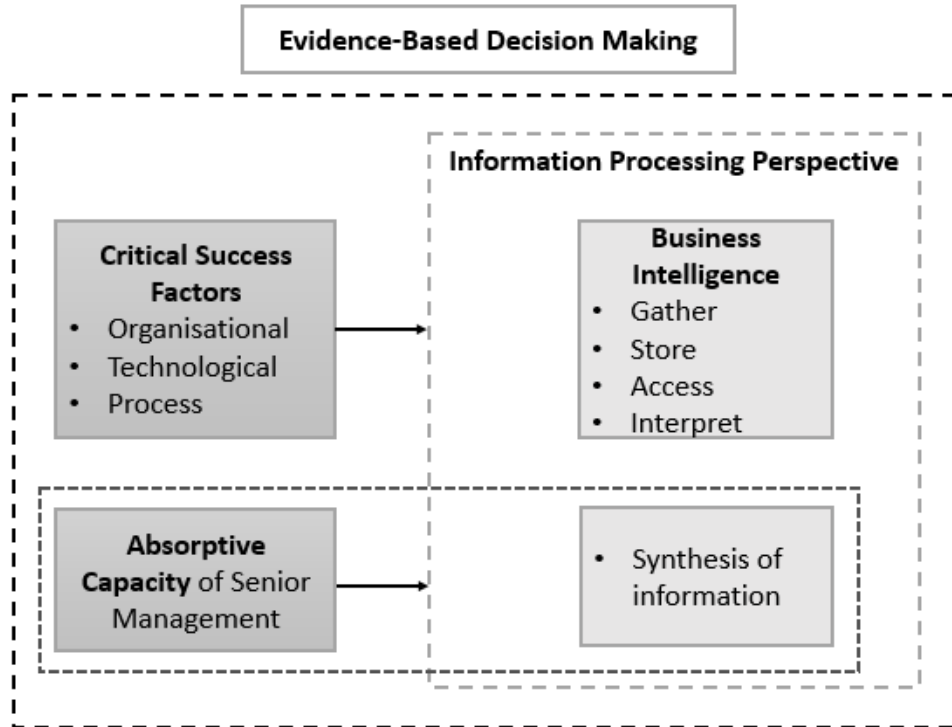 Evidence-Based Decision Making
Information Processing Perspective
Critical Success
Factors
• Organisational
• Technological
• Process
Business
Intelligence
• Gather
• Store
• Access
• Interpret
Absorptive
Capacity of Senior
Management
• Synthesis of
information